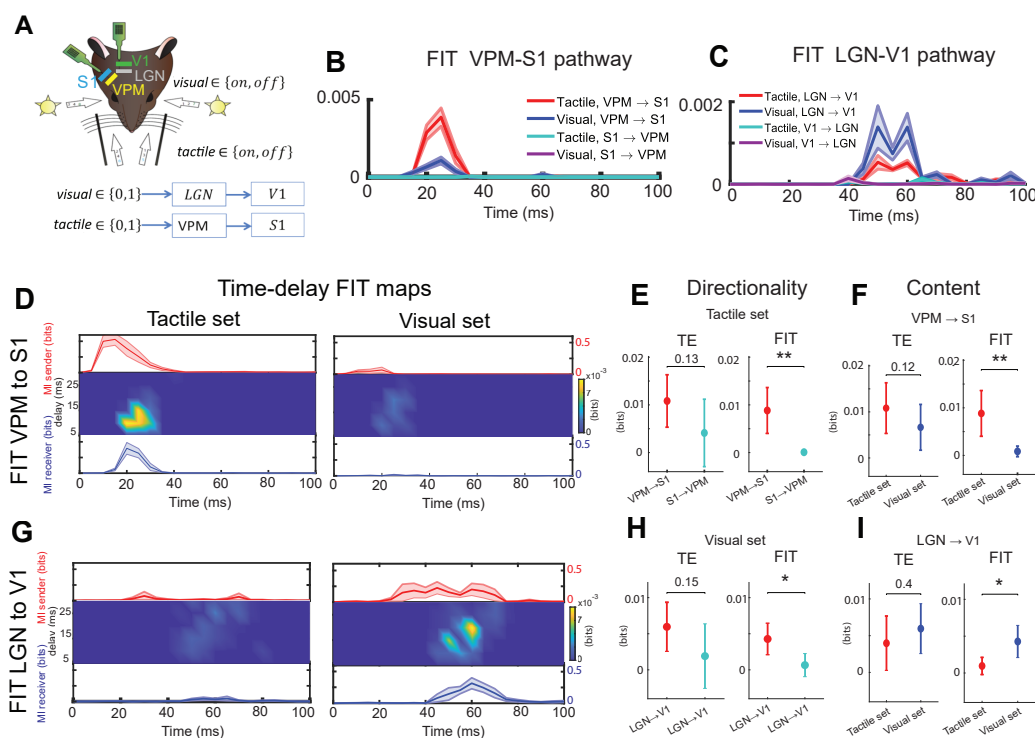 A
V1
LGN
S1
VPM
visual ∈ {on, off}
tactile ∈ {on, off}
visual ∈ {0,1}
LGN
V1
tactile ∈ {0,1}
VPM
S1
B
FIT VPM-S1 pathway
0.005
0
Tactile, VPM → S1
Visual, VPM → S1
Tactile, S1 → VPM
Visual, S1 → VPM
0 20 40 60 80 100
Time (ms)
C
FIT LGN-V1 pathway
0.002
0
Tactile, LGN → V1
Visual, LGN → V1
Tactile, V1 → LGN
Visual, V1 → LGN
0 20 40 60 80 100
Time (ms)
D
Time-delay FIT maps
Tactile set
Visual set
FIT VPM to S1
MI sender (bits)
delay (ms)
25
15
5
MI receiver (bits)
0 20 40 60 80 100
Time (ms)
0.5
0
7
×10⁻³
(bits)
0
0.5
0
0 20 40 60 80 100
Time (ms)
E
Directionality
Tactile set
TE
0.13
0.02
0.01
0
(bits)
VPM→S1
S1→VPM
FIT
**
0.02
0.01
0
VPM→S1
S1→VPM
F
Content
VPM → S1
TE
0.12
0.02
0.01
0
(bits)
Tactile set
Visual set
FIT
**
0.02
0.01
0
Tactile set
Visual set
G
FIT LGN to V1
MI sender (bits)
delay (ms)
25
15
5
MI receiver (bits)
0 20 40 60 80 100
Time (ms)
0.5
0
7
×10⁻³
(bits)
0
0.5
0
0 20 40 60 80 100
Time (ms)
H
Visual set
TE
0.15
0.01
0
(bits)
LGN→V1
LGN→V1
FIT
*
0.01
0
LGN→V1
LGN→V1
I
LGN → V1
TE
0.4
0.01
0
(bits)
Tactile set
Visual set
FIT
*
0.01
0
Tactile set
Visual set